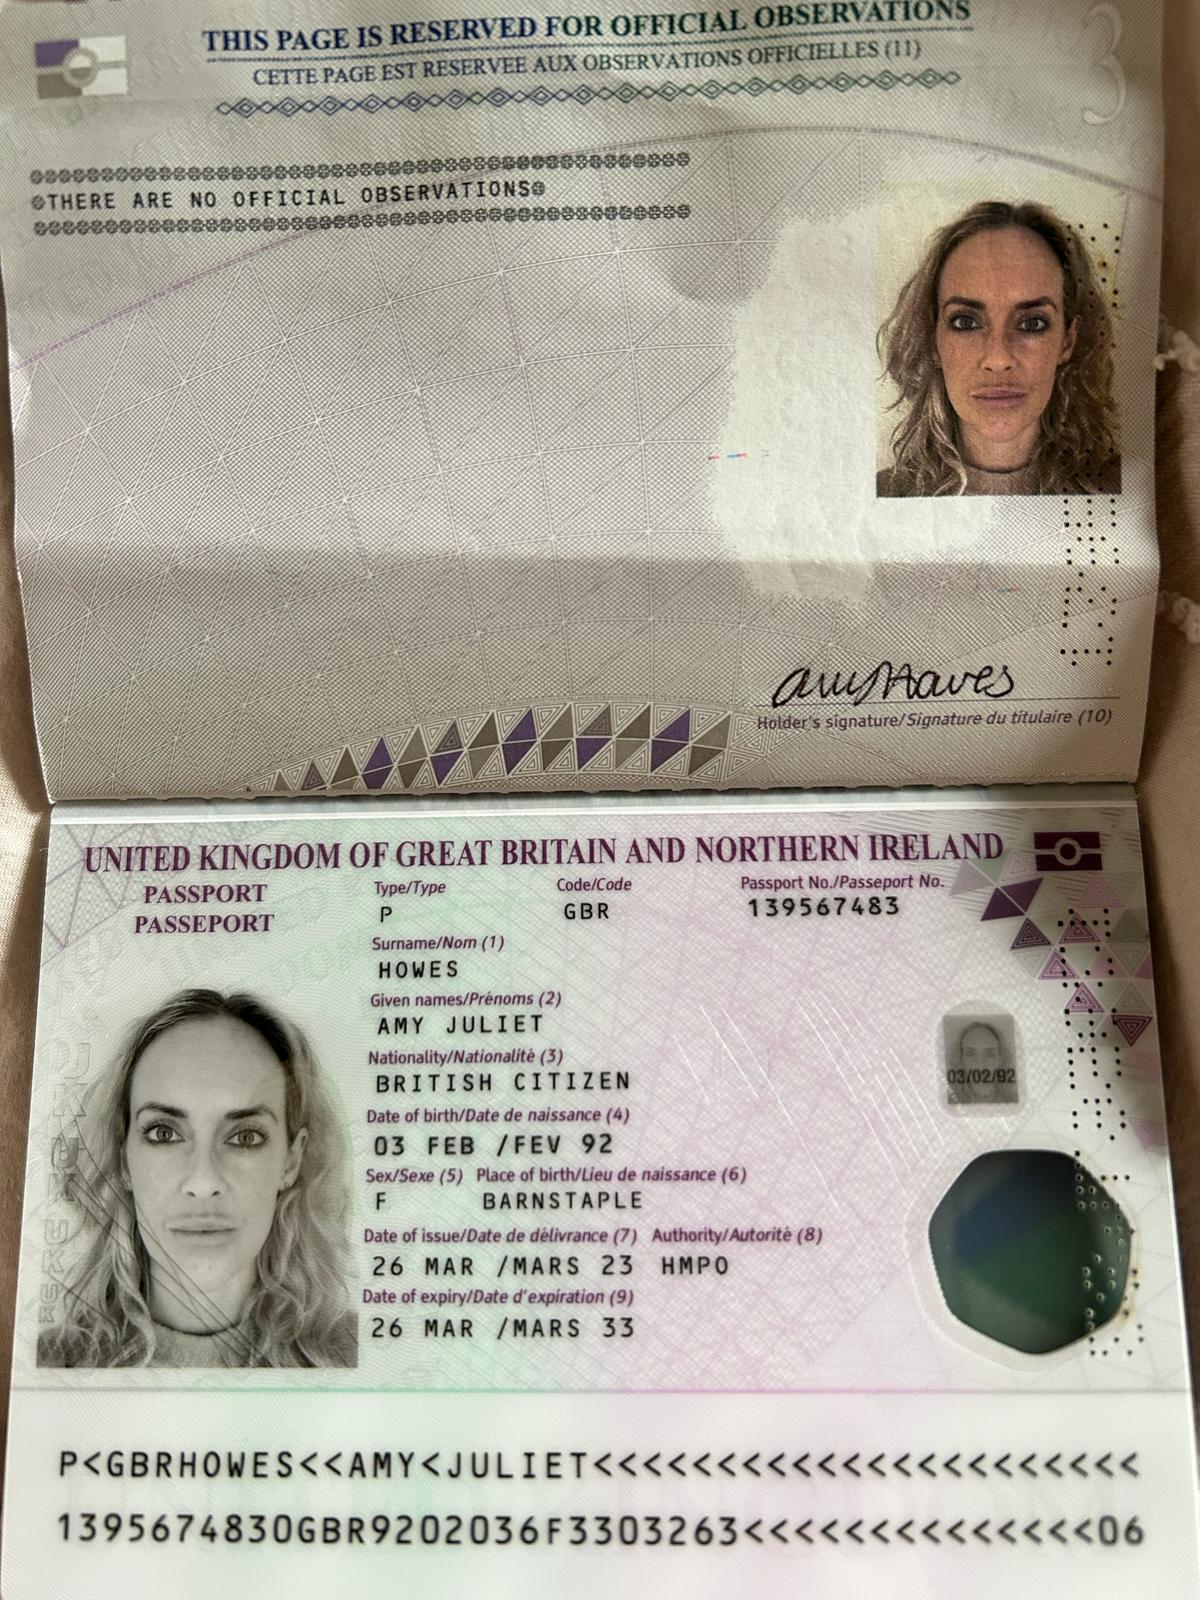 THIS PAGE IS RESERVED FOR OFFICIAL OBSERVATIONS
CETTE PAGE EST RESERVEE AUX OBSERVATIONS OFFICIELLES (11)
3
THERE ARE NO OFFICIAL OBSERVATIONS
Holder's signature/Signature du titulaire (10)
UNITED KINGDOM OF GREAT BRITAIN AND NORTHERN IRELAND
PASSPORT
PASSEPORT
Type/Type Code/Code Passport No./Passeport No.
P GBR 139567483
Surname/Nom (1)
HOWES
Given names/Prénoms (2)
AMY JULIET
Nationality/Nationalité (3)
BRITISH CITIZEN
03/02/92
Date of birth/Date de naissance (4)
03 FEB /FEV 92
Sex/Sexe (5) Place of birth/Lieu de naissance (6)
F BARNSTAPLE
Date of issue/Date de délivrance (7) Authority/Autorité (8)
26 MAR /MARS 23 HMPO
Date of expiry/Date d'expiration (9)
26 MAR /MARS 33
P<GBRHOWES<<AMY<JULIET<<<<<<<<<<<<<<<<<<<<<<
1395674830GBR9202036F3303263<<<<<<<<<<<<<<06